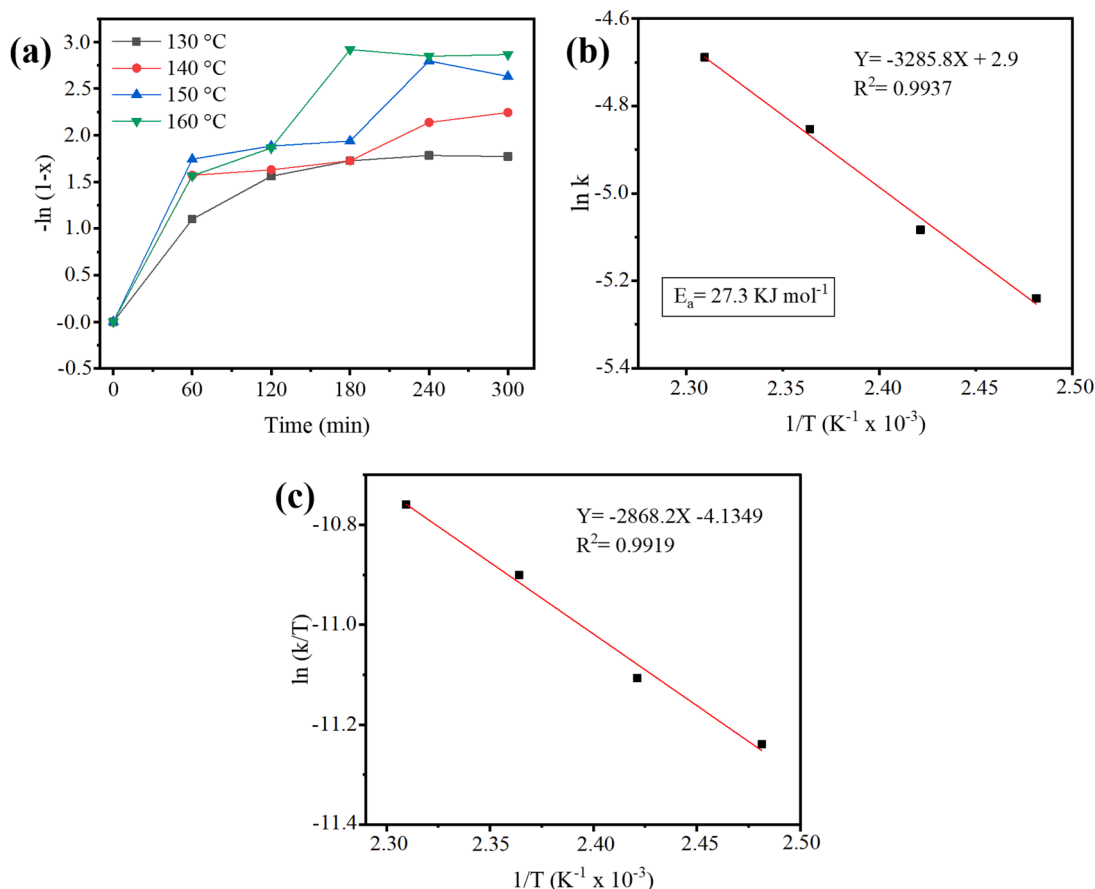 (a)
130 °C
140 °C
150 °C
160 °C
3.0
2.5
2.0
1.5
1.0
0.5
-0.0
-0.5
-ln (1-x)
0 60 120 180 240 300
Time (min)
(b)
Y= -3285.8X + 2.9
R²= 0.9937
Eₐ= 27.3 KJ mol⁻¹
-4.6
-4.8
-5.0
-5.2
-5.4
ln k
2.30 2.35 2.40 2.45 2.50
1/T (K⁻¹ x 10⁻³)
(c)
Y= -2868.2X -4.1349
R²= 0.9919
-10.8
-11.0
-11.2
-11.4
ln (k/T)
2.30 2.35 2.40 2.45 2.50
1/T (K⁻¹ x 10⁻³)